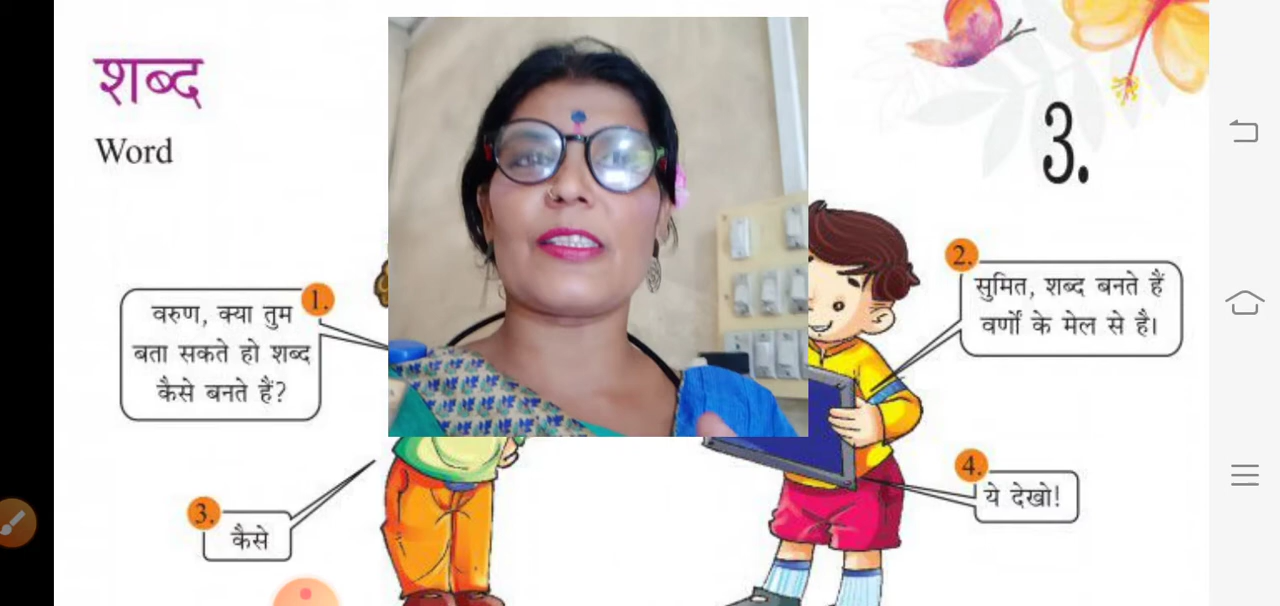 शब्द
Word
3.
1.
वरुण, क्या तुम
बता सकते हो शब्द
कैसे बनते हैं?
2.
सुमित, शब्द बनते हैं
वर्णों के मेल से है।
3.
कैसे
4.
ये देखो!